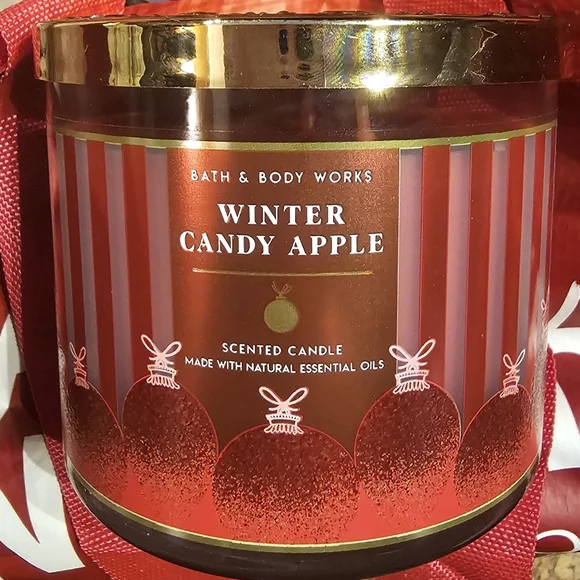 BATH & BODY WORKS
WINTER
CANDY APPLE
SCENTED CANDLE
MADE WITH NATURAL ESSENTIAL OILS